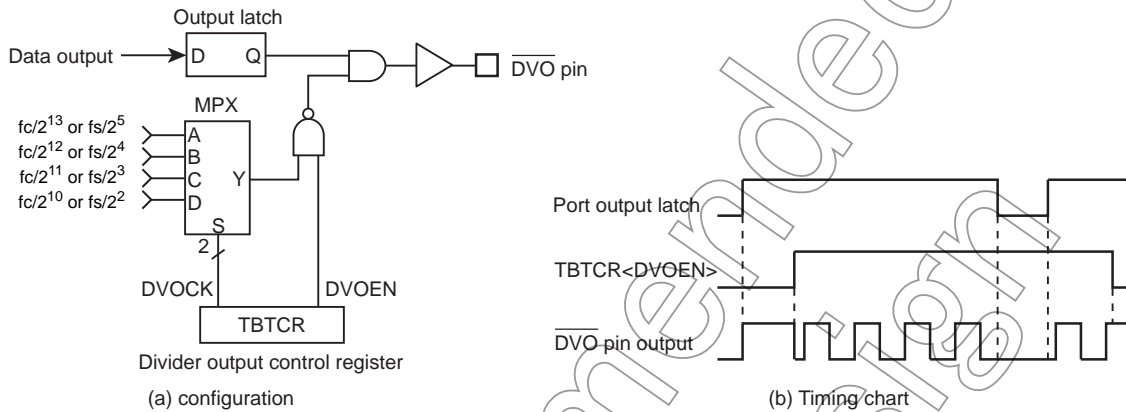 Output latch
Data output
D Q
DVO pin
MPX
fc/2^13 or fs/2^5
fc/2^12 or fs/2^4
fc/2^11 or fs/2^3
fc/2^10 or fs/2^2
A
B
C
D
Y
S
2
DVOCK
DVOEN
TBTCR
Divider output control register
(a) configuration
Port output latch
TBTCR<DVOEN>
DVO pin output
(b) Timing chart